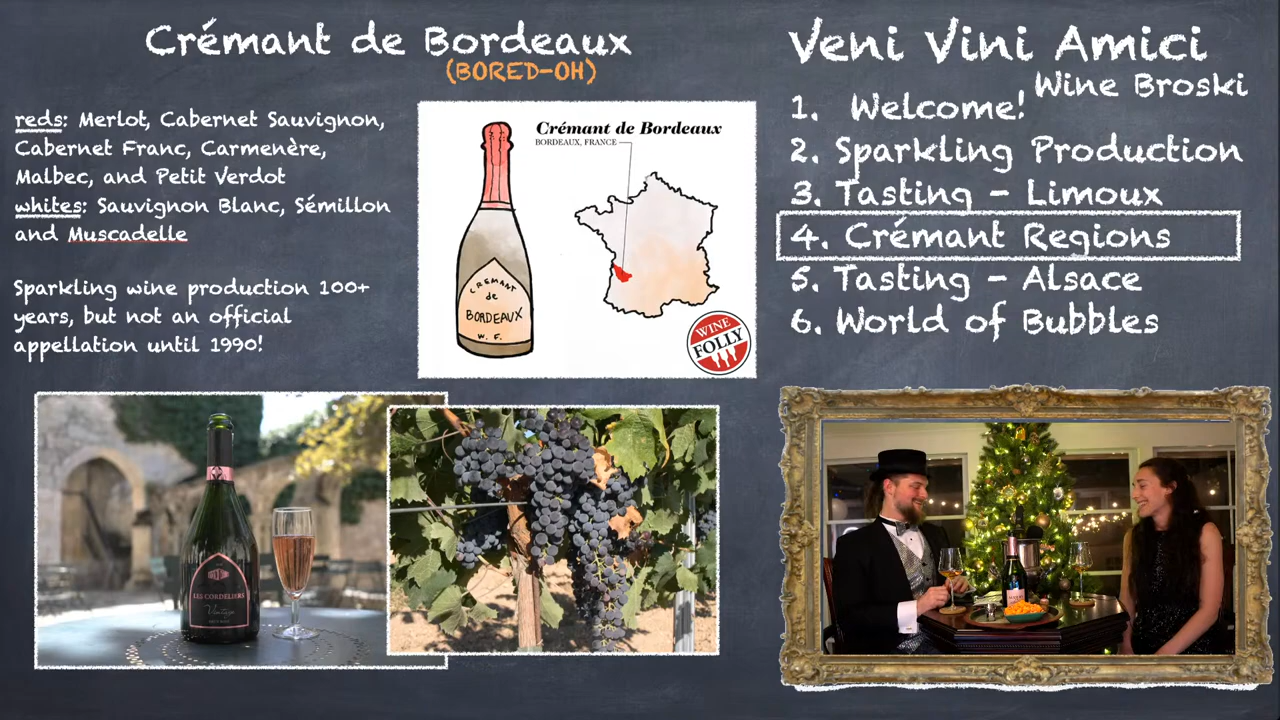 Crémant de Bordeaux
(BORED-OH)
reds: Merlot, Cabernet Sauvignon,
Cabernet Franc, Carmenère,
Malbec, and Petit Verdot
whites: Sauvignon Blanc, Sémillon
and Muscadelle
Sparkling wine production 100+
years, but not an official
appellation until 1990!
Crémant de Bordeaux
BORDEAUX, FRANCE
CREMANT
de
BORDEAUX
W. F.
WINE
FOLLY
LES CORDELIERS
Vintage
Veni Vini Amici
Wine Broski
1. Welcome!
2. Sparkling Production
3. Tasting - Limoux
4. Crémant Regions
5. Tasting - Alsace
6. World of Bubbles